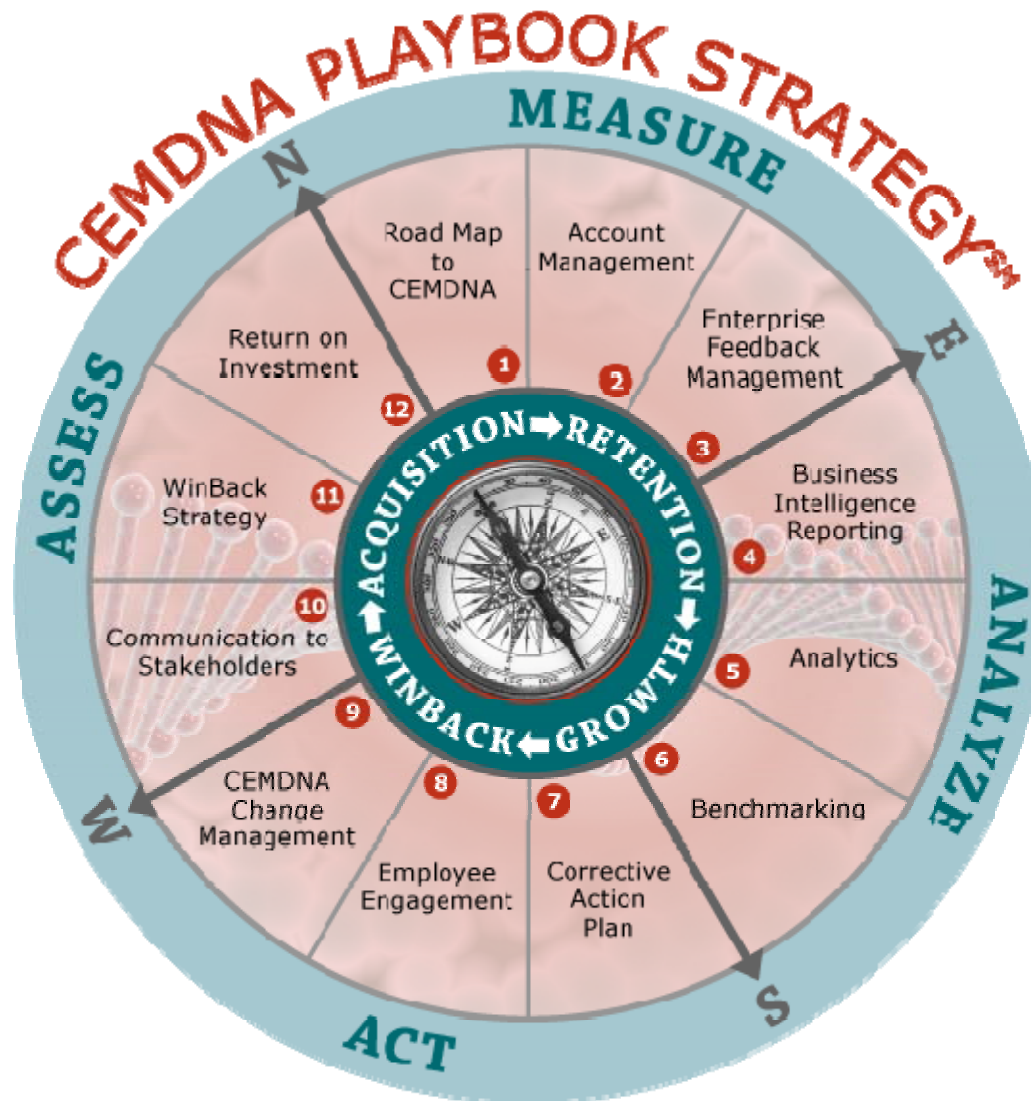 CEMDNA PLAYBOOK STRATEGY℠
MEASURE
ANALYZE
ACT
ASSESS
N
E
S
W
Road Map
to
CEMDNA
1
Account
Management
2
Enterprise
Feedback
Management
3
Business
Intelligence
Reporting
4
Analytics
5
Benchmarking
6
Corrective
Action
Plan
7
Employee
Engagement
8
CEMDNA
Change
Management
9
Communication to
Stakeholders
10
WinBack
Strategy
11
Return on
Investment
12
ACQUISITION
RETENTION
GROWTH
WINBACK